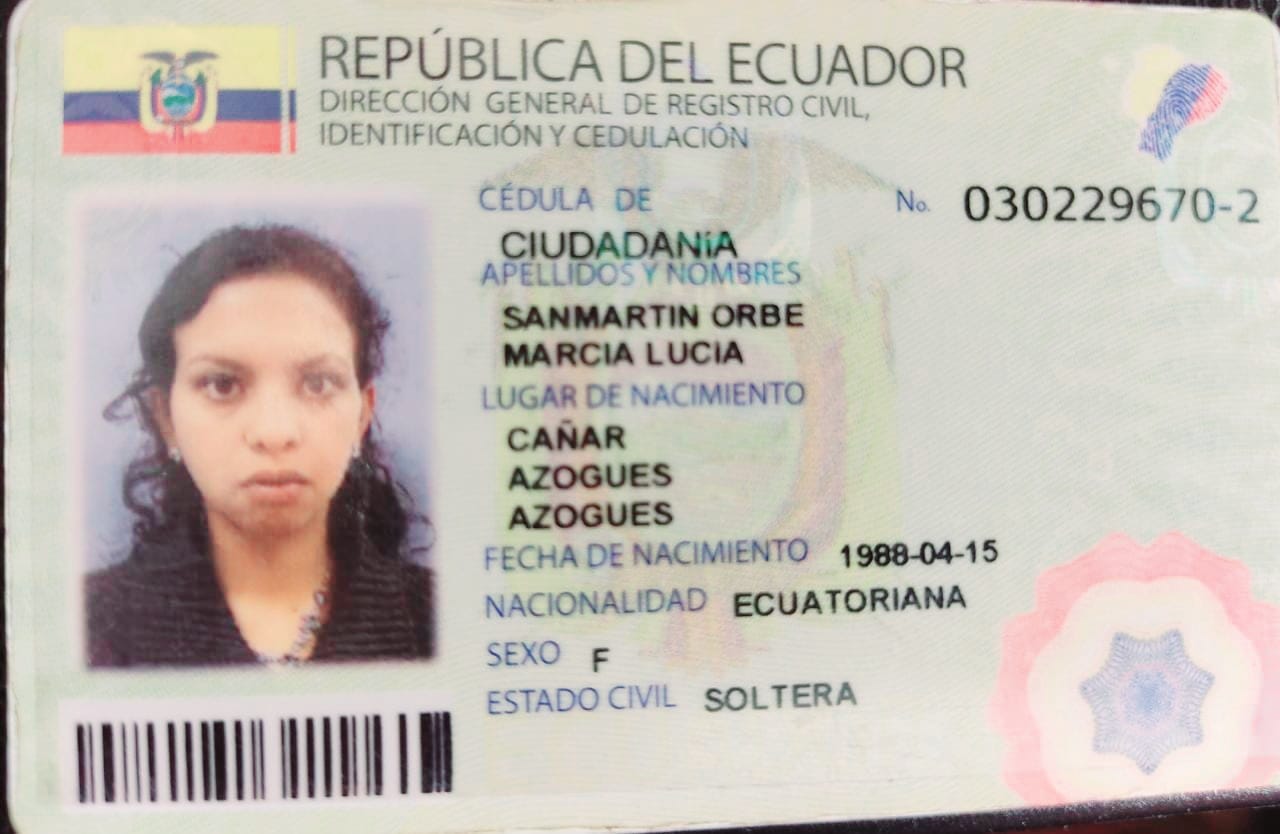 REPÚBLICA DEL ECUADOR
DIRECCIÓN GENERAL DE REGISTRO CIVIL,
IDENTIFICACIÓN Y CEDULACIÓN
CÉDULA DE No. 030229670-2
CIUDADANíA
APELLIDOS Y NOMBRES
SANMARTIN ORBE
MARCIA LUCIA
LUGAR DE NACIMIENTO
CAÑAR
AZOGUES
AZOGUES
FECHA DE NACIMIENTO 1988-04-15
NACIONALIDAD ECUATORIANA
SEXO F
ESTADO CIVIL SOLTERA